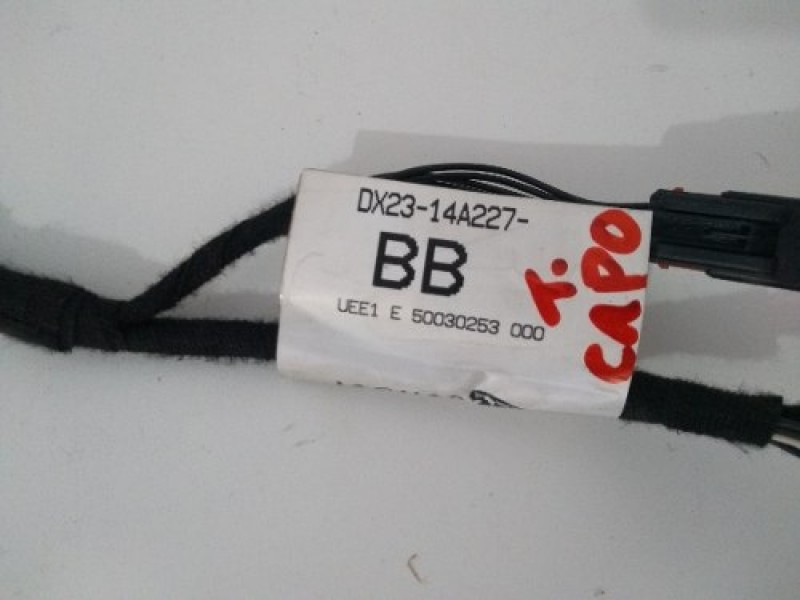 DX23-14A227-
BB
UEE1 E 50030253 000
T.
CAPO